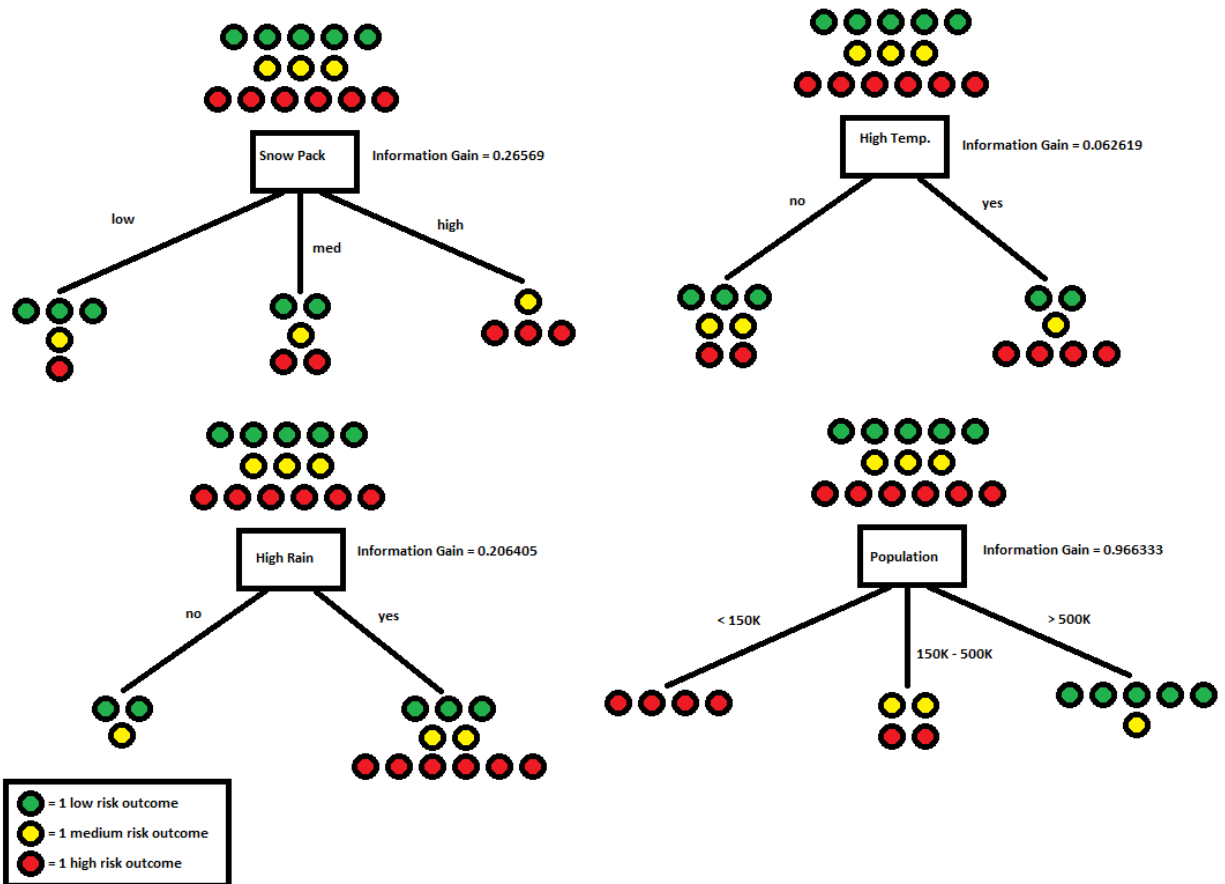 Snow Pack
Information Gain = 0.26569
low
med
high
High Temp.
Information Gain = 0.062619
no
yes
High Rain
Information Gain = 0.206405
no
yes
Population
Information Gain = 0.966333
< 150K
150K - 500K
> 500K
= 1 low risk outcome
= 1 medium risk outcome
= 1 high risk outcome